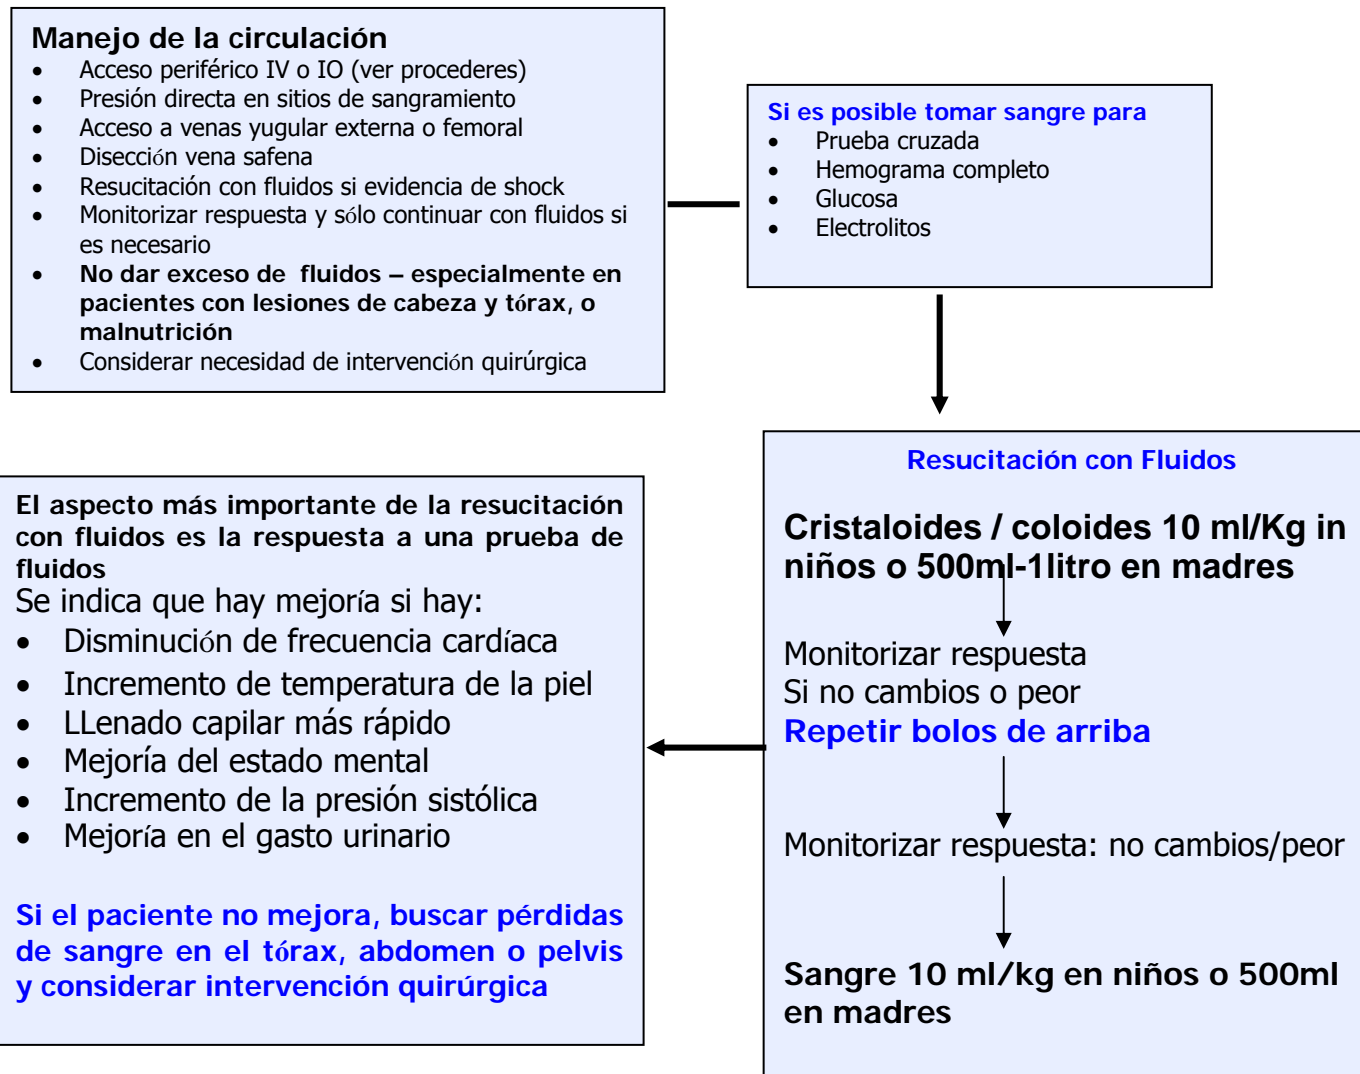 Manejo de la circulación
• Acceso periférico IV o IO (ver procederes)
• Presión directa en sitios de sangramiento
• Acceso a venas yugular externa o femoral
• Disección vena safena
• Resucitación con fluidos si evidencia de shock
• Monitorizar respuesta y sólo continuar con fluidos si
es necesario
• No dar exceso de fluidos – especialmente en
pacientes con lesiones de cabeza y tórax, o
malnutrición
• Considerar necesidad de intervención quirúrgica
Si es posible tomar sangre para
• Prueba cruzada
• Hemograma completo
• Glucosa
• Electrolitos
Resucitación con Fluidos
Cristaloides / coloides 10 ml/Kg in
niños o 500ml-1litro en madres
Monitorizar respuesta
Si no cambios o peor
Repetir bolos de arriba
Monitorizar respuesta: no cambios/peor
Sangre 10 ml/kg en niños o 500ml
en madres
El aspecto más importante de la resucitación
con fluidos es la respuesta a una prueba de
fluidos
Se indica que hay mejoría si hay:
• Disminución de frecuencia cardíaca
• Incremento de temperatura de la piel
• LLenado capilar más rápido
• Mejoría del estado mental
• Incremento de la presión sistólica
• Mejoría en el gasto urinario
Si el paciente no mejora, buscar pérdidas
de sangre en el tórax, abdomen o pelvis
y considerar intervención quirúrgica